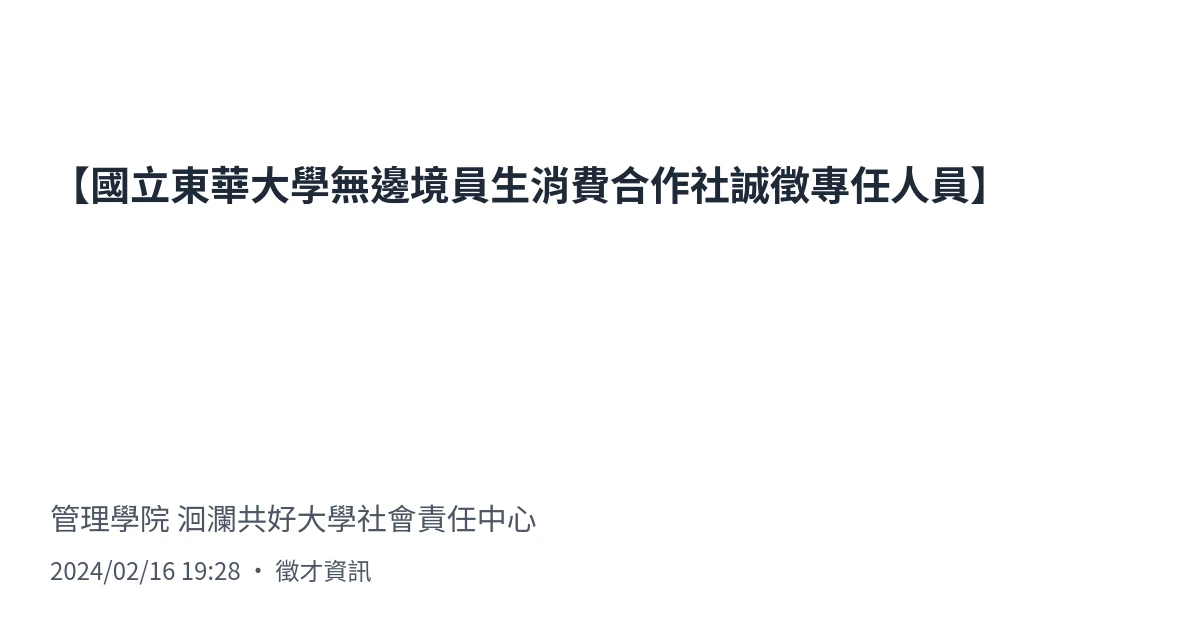 【國立東華大學無邊境員生消費合作社誠徵專任人員】
管理學院 洄瀾共好大學社會責任中心
2024/02/16 19:28 • 徵才資訊